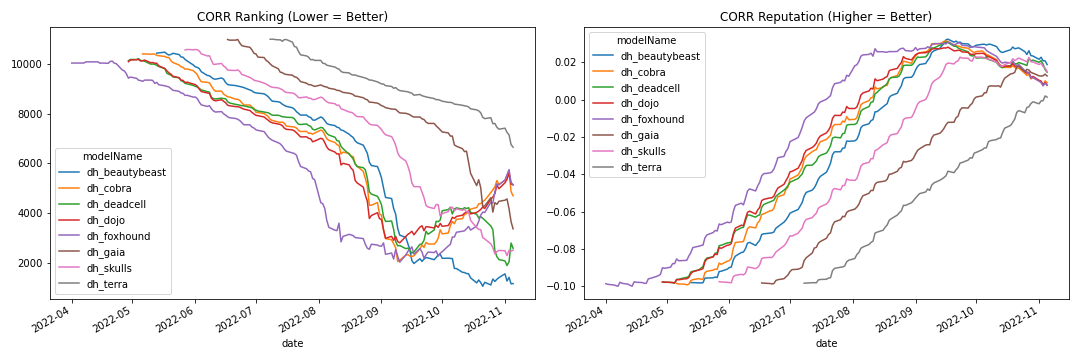 CORR Ranking (Lower = Better)
10000
8000
6000
4000
2000
modelName
dh_beautybeast
dh_cobra
dh_deadcell
dh_dojo
dh_foxhound
dh_gaia
dh_skulls
dh_terra
2022-04
2022-05
2022-06
2022-07
2022-08
2022-09
2022-10
2022-11
date
CORR Reputation (Higher = Better)
modelName
dh_beautybeast
dh_cobra
dh_deadcell
dh_dojo
dh_foxhound
dh_gaia
dh_skulls
dh_terra
0.02
0.00
−0.02
−0.04
−0.06
−0.08
−0.10
2022-04
2022-05
2022-06
2022-07
2022-08
2022-09
2022-10
2022-11
date